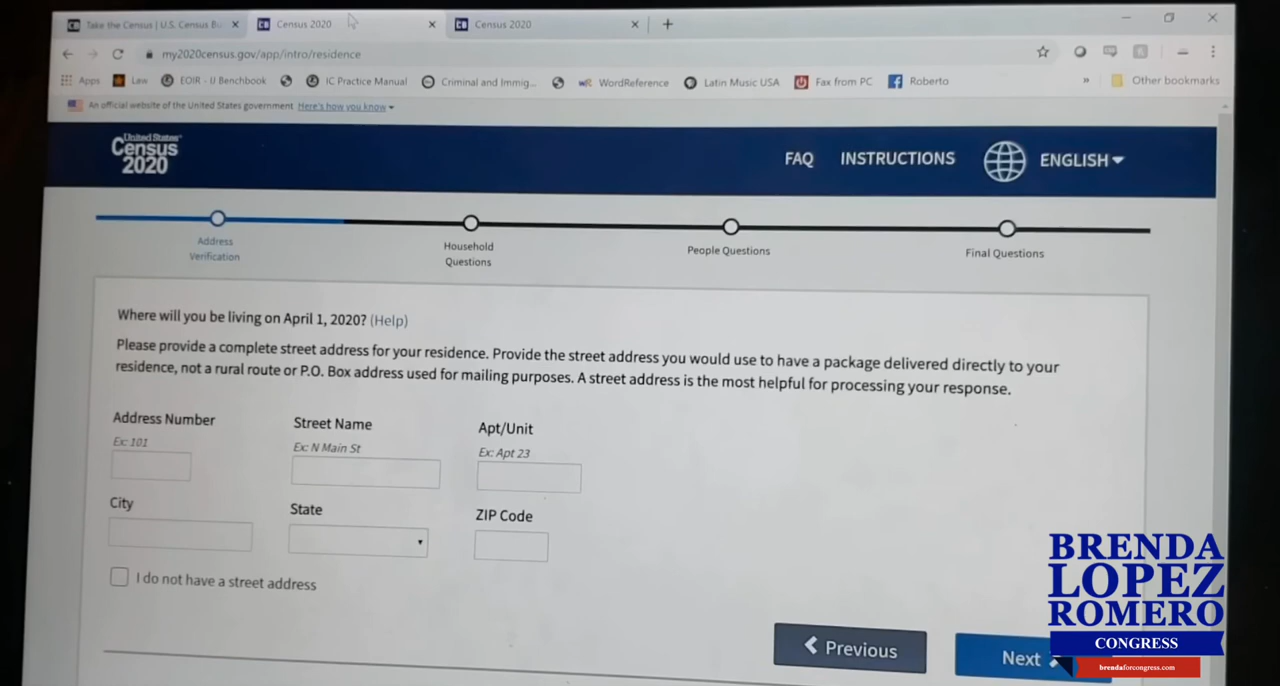 Take the Census | U.S. Census B
Census 2020
Census 2020
my2020census.gov/app/intro/residence
Apps
Law
EOIR - IJ Benchbook
IC Practice Manual
Criminal and Immig...
WordReference
Latin Music USA
Fax from PC
Roberto
»
Other bookmarks
An official website of the United States government Here's how you know
United States®
Census
2020
FAQ
INSTRUCTIONS
ENGLISH
Address
Verification
Household
Questions
People Questions
Final Questions
Where will you be living on April 1, 2020? (Help)
Please provide a complete street address for your residence. Provide the street address you would use to have a package delivered directly to your
residence, not a rural route or P.O. Box address used for mailing purposes. A street address is the most helpful for processing your response.
Address Number
Ex: 101
Street Name
Ex: N Main St
Apt/Unit
Ex: Apt 23
City
State
ZIP Code
I do not have a street address
Previous
Next
BRENDA
LOPEZ
ROMERO
CONGRESS
brendaforcongress.com